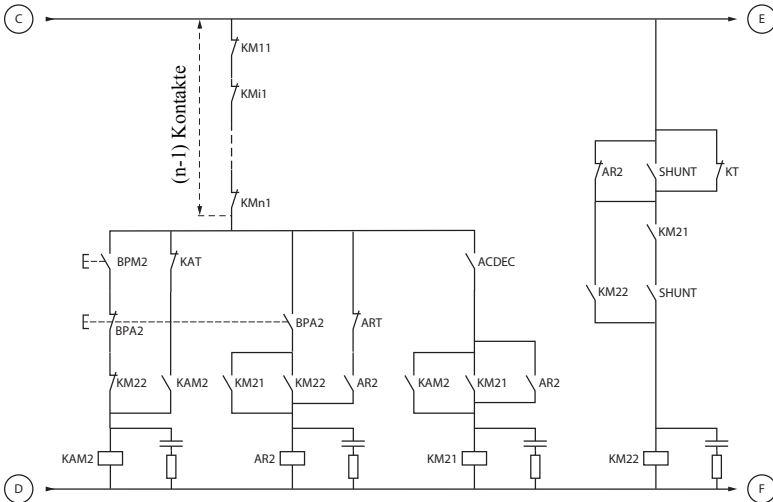 C
E
KM11
KMi1
(n-1) Kontakte
KMn1
AR2
SHUNT
KT
KM21
BPM2
KAT
ACDEC
KM22
SHUNT
BPA2
BPA2
ART
KM22
KAM2
KM21
KM22
AR2
KAM2
KM21
AR2
KAM2
AR2
KM21
KM22
D
F